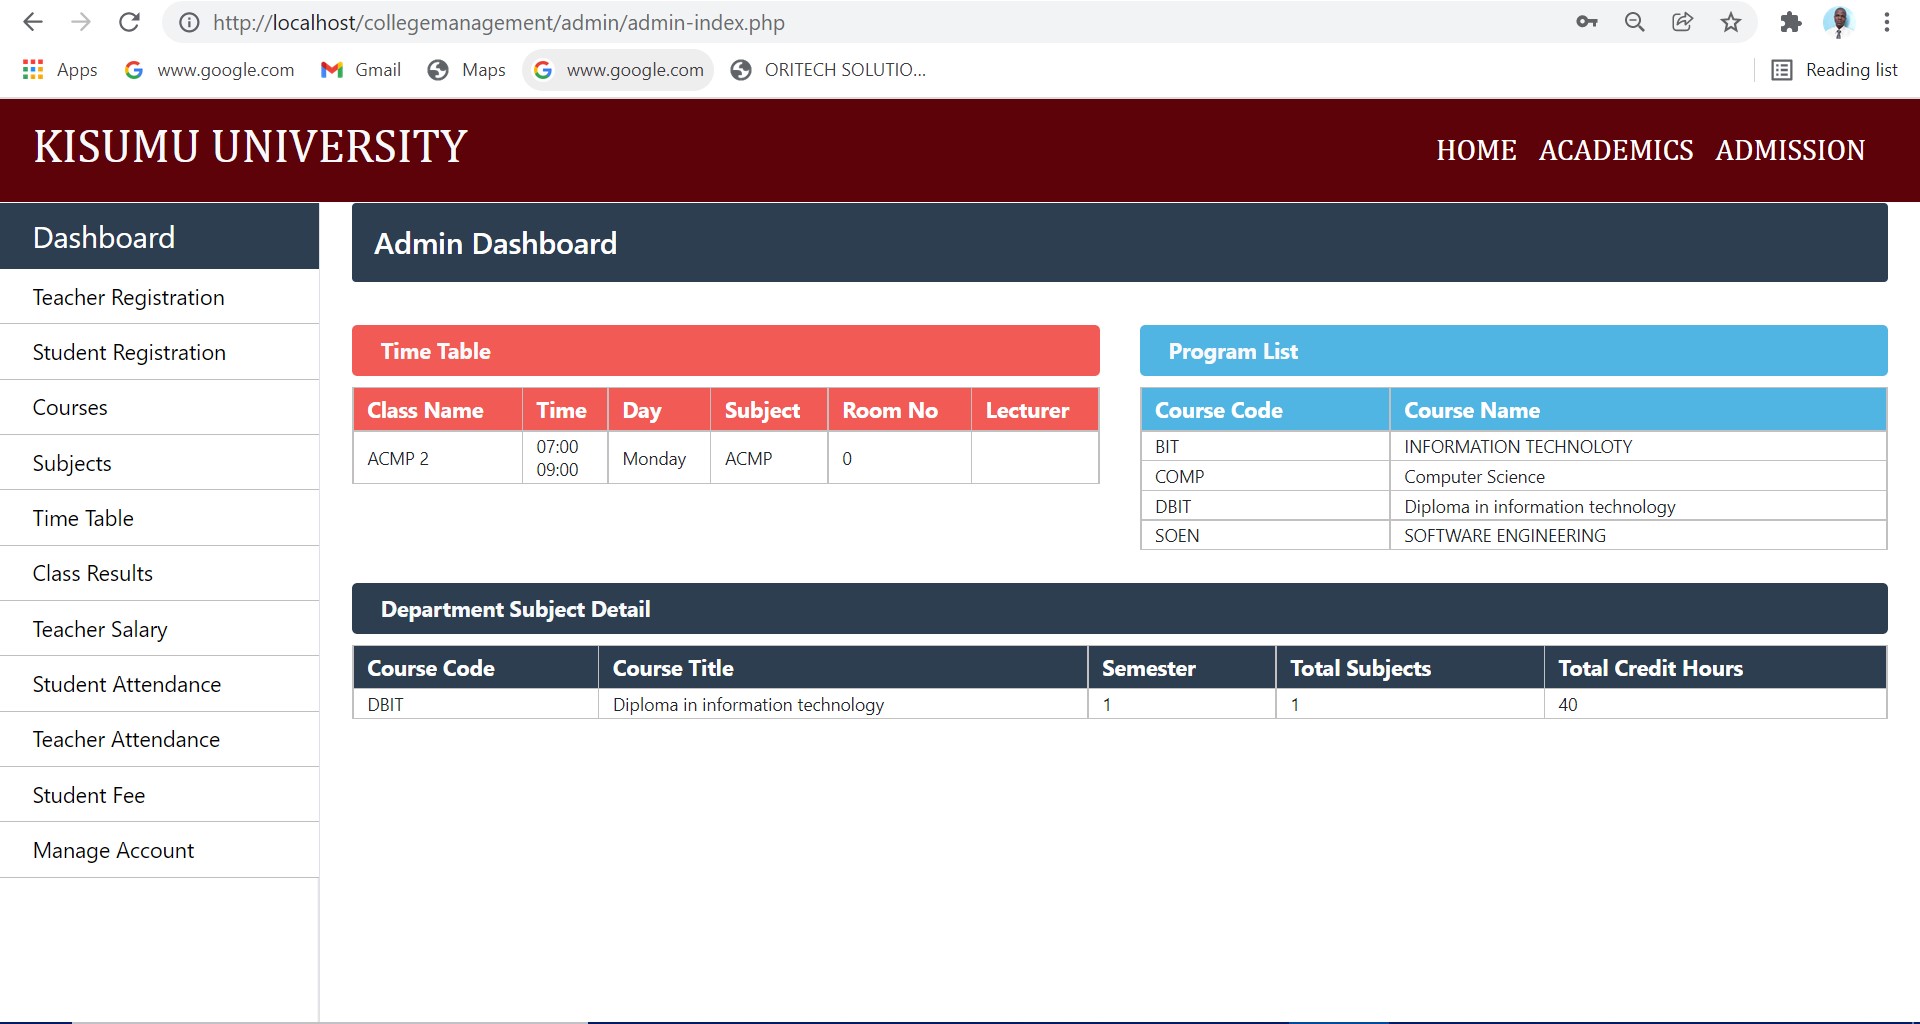 http://localhost/collegemanagement/admin/admin-index.php
Apps www.google.com Gmail Maps www.google.com ORITECH SOLUTIO... Reading list
KISUMU UNIVERSITY
HOME ACADEMICS ADMISSION
Dashboard
Teacher Registration
Student Registration
Courses
Subjects
Time Table
Class Results
Teacher Salary
Student Attendance
Teacher Attendance
Student Fee
Manage Account
Admin Dashboard
Time Table
Class Name Time Day Subject Room No Lecturer
ACMP 2 07:00 09:00 Monday ACMP 0
Program List
Course Code Course Name
BIT INFORMATION TECHNOLOTY
COMP Computer Science
DBIT Diploma in information technology
SOEN SOFTWARE ENGINEERING
Department Subject Detail
Course Code Course Title Semester Total Subjects Total Credit Hours
DBIT Diploma in information technology 1 1 40